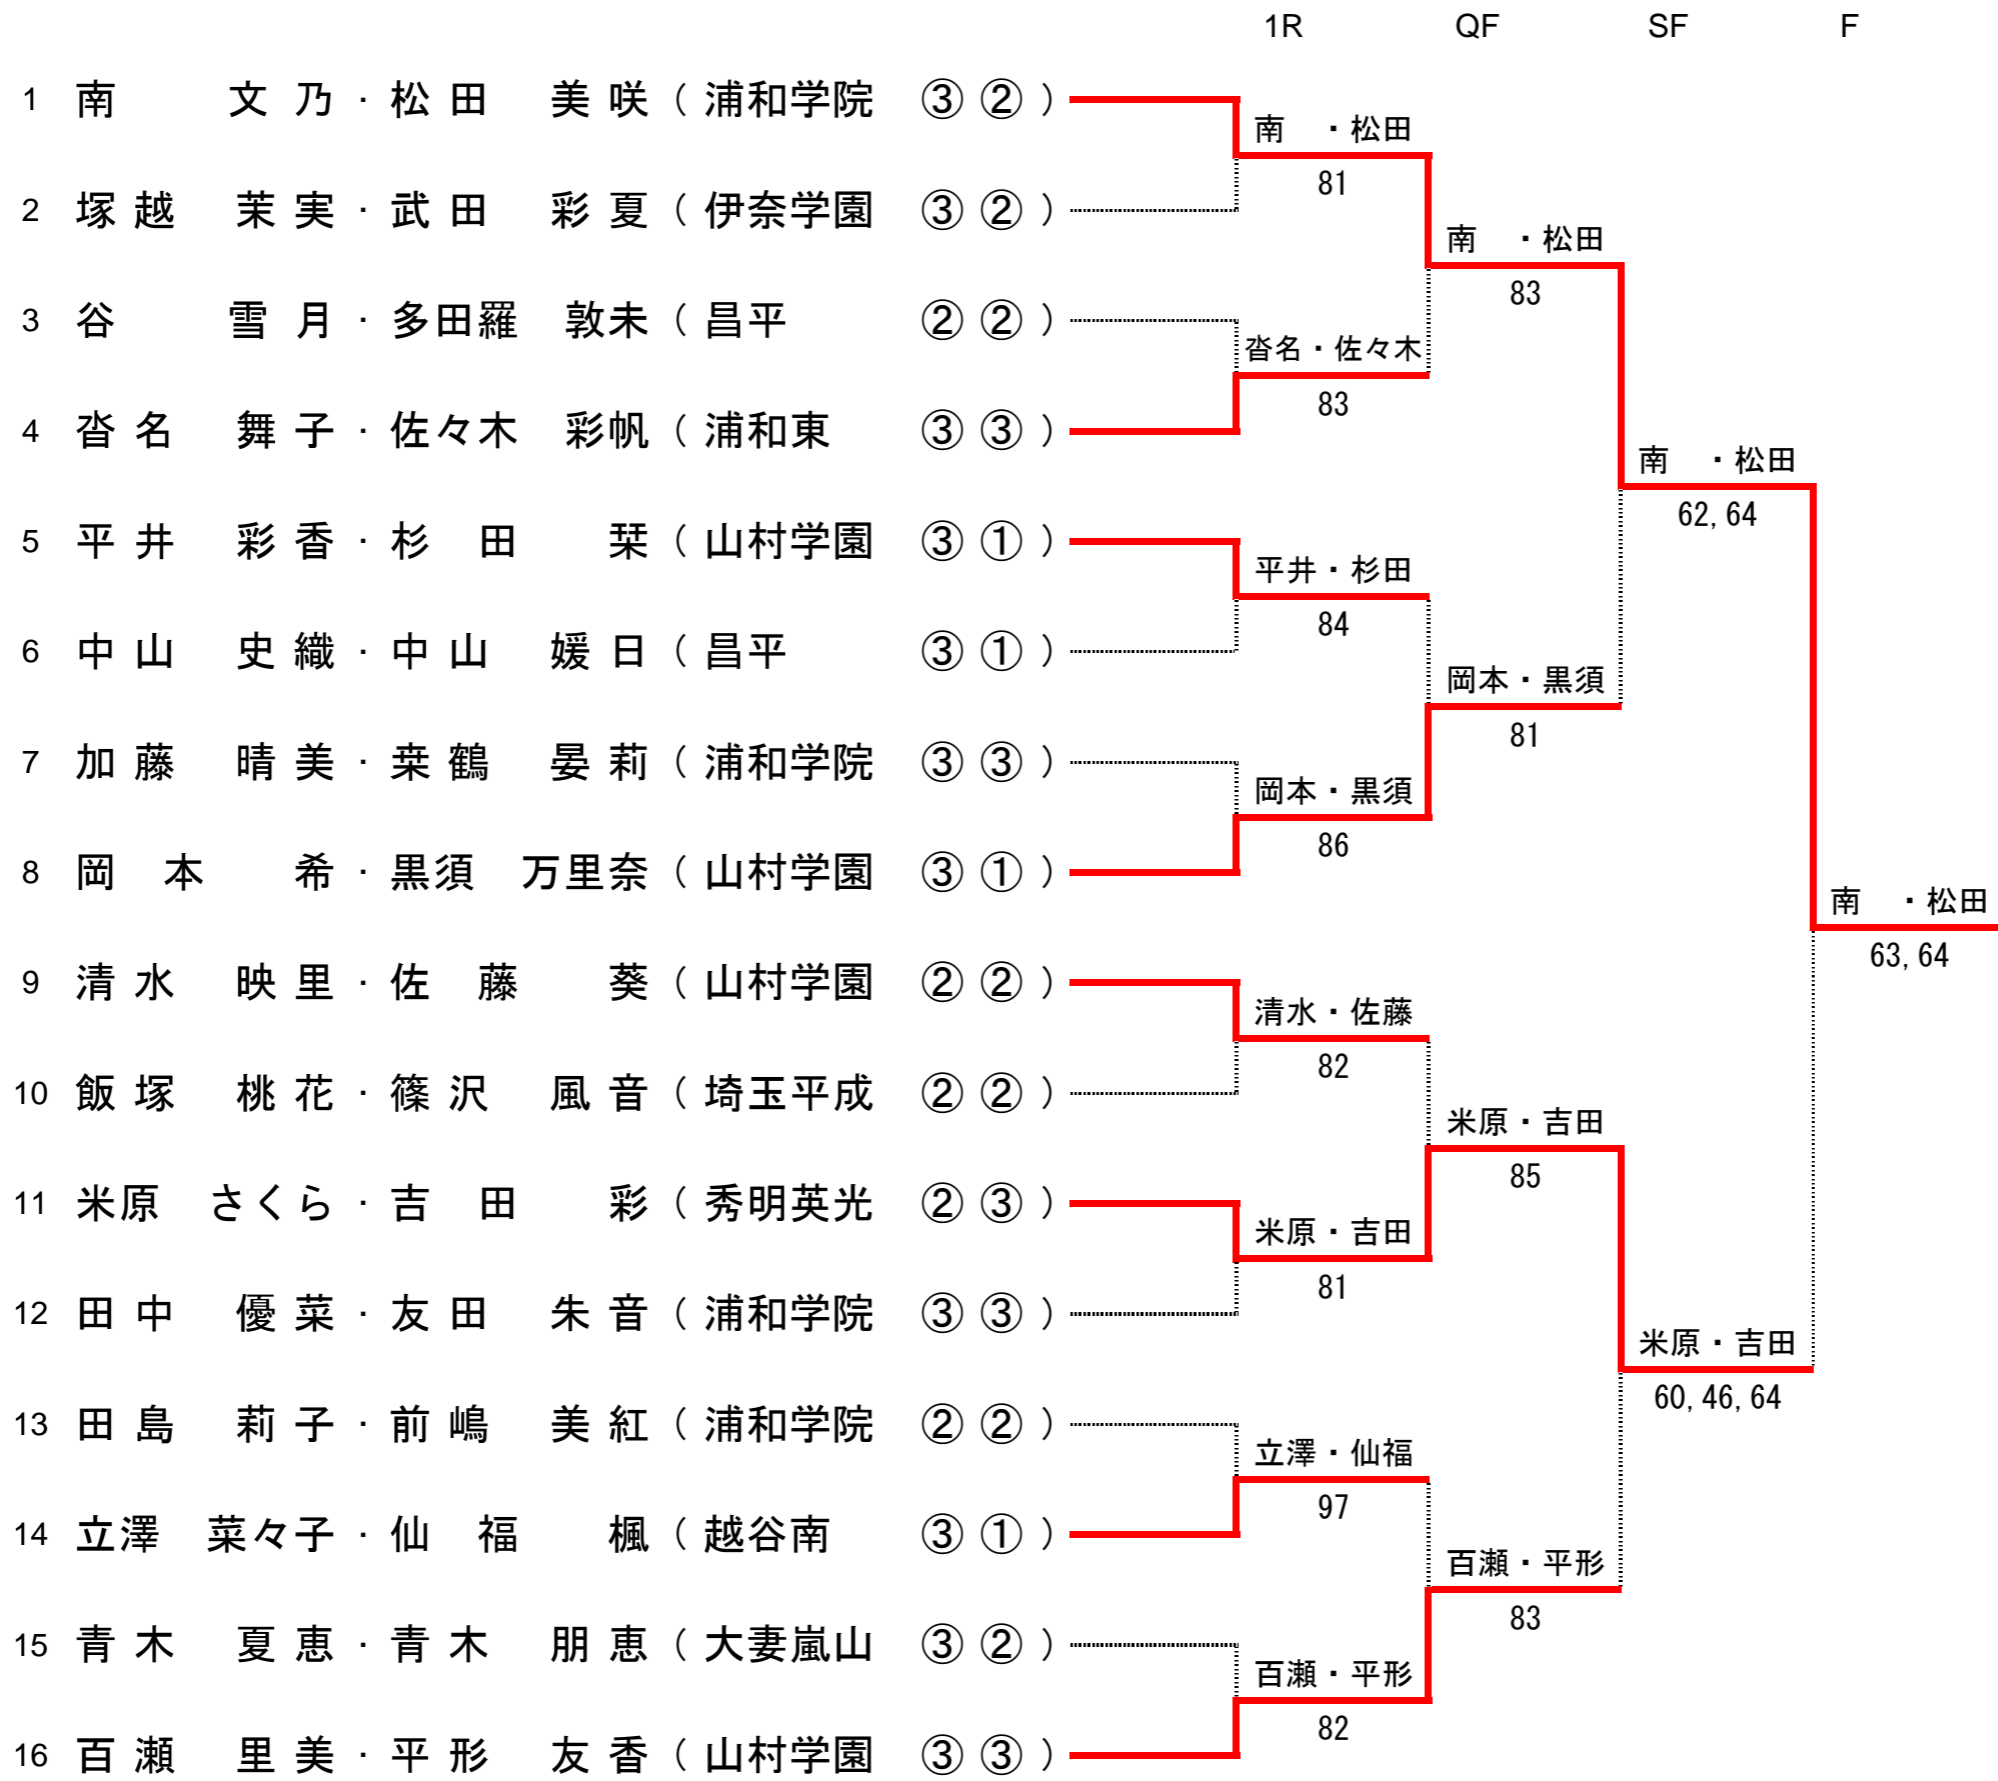 1R QF SF F
1 南 文乃・松田 美咲（浦和学院 ③②）
南 ・松田
81
2 塚越 茉実・武田 彩夏（伊奈学園 ③②）
南 ・松田
83
3 谷 雪月・多田羅 敦未（昌平 ②②）
沓名・佐々木
83
4 沓名 舞子・佐々木 彩帆（浦和東 ③③）
南 ・松田
62,64
5 平井 彩香・杉田 栞（山村学園 ③①）
平井・杉田
84
6 中山 史織・中山 媛日（昌平 ③①）
岡本・黒須
81
7 加藤 晴美・桒鶴 晏莉（浦和学院 ③③）
岡本・黒須
86
8 岡本 希・黒須 万里奈（山村学園 ③①）
南 ・松田
63,64
9 清水 映里・佐藤 葵（山村学園 ②②）
清水・佐藤
82
10 飯塚 桃花・篠沢 風音（埼玉平成 ②②）
米原・吉田
85
11 米原 さくら・吉田 彩（秀明英光 ②③）
米原・吉田
81
12 田中 優菜・友田 朱音（浦和学院 ③③）
米原・吉田
60,46,64
13 田島 莉子・前嶋 美紅（浦和学院 ②②）
立澤・仙福
97
14 立澤 菜々子・仙福 楓（越谷南 ③①）
百瀬・平形
83
15 青木 夏恵・青木 朋恵（大妻嵐山 ③②）
百瀬・平形
82
16 百瀬 里美・平形 友香（山村学園 ③③）